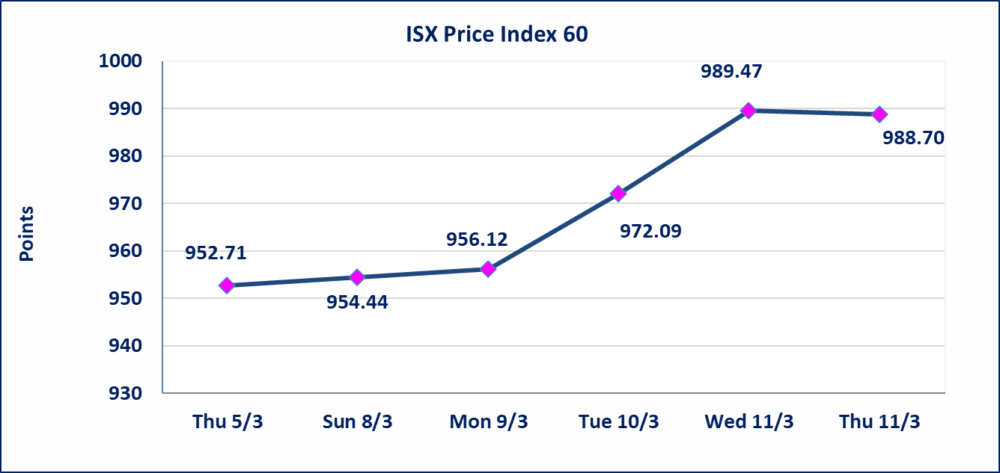 ISX Price Index 60
Points
1000
990
980
970
960
950
940
930
952.71
954.44
956.12
972.09
989.47
988.70
Thu 5/3
Sun 8/3
Mon 9/3
Tue 10/3
Wed 11/3
Thu 11/3